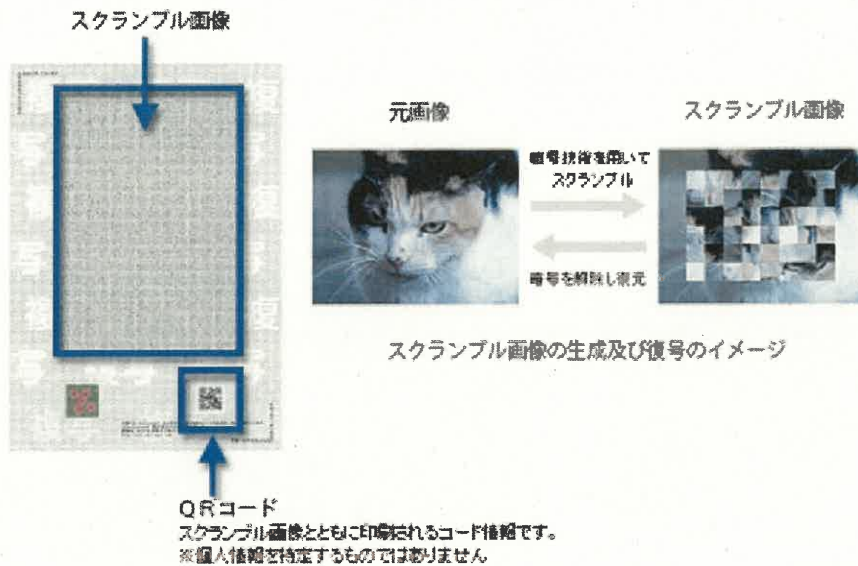 スクランブル画像
元画像
スクランブル画像
暗号技術を用いて
スクランブル
暗号を解除し復元
スクランブル画像の生成及び復号のイメージ
QRコード
スクランブル画像とともに印刷されるコード情報です。
※個人情報を特定するものではありません